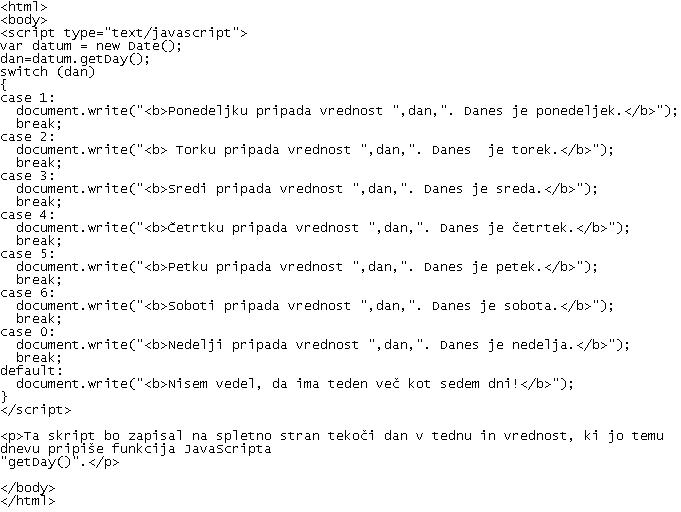 <html>
<body>
<script type="text/javascript">
var datum = new Date();
dan=datum.getDay();
switch (dan)
{
case 1:
  document.write("<b>Ponedeljku pripada vrednost ",dan,". Danes je ponedeljek.</b>");
  break;
case 2:
  document.write("<b> Torku pripada vrednost ",dan,". Danes  je torek.</b>");
  break;
case 3:
  document.write("<b>Sredi pripada vrednost ",dan,". Danes je sreda.</b>");
  break;
case 4:
  document.write("<b>Četrtku pripada vrednost ",dan,". Danes je četrtek.</b>");
  break;
case 5:
  document.write("<b>Petku pripada vrednost ",dan,". Danes je petek.</b>");
  break;
case 6:
  document.write("<b>Soboti pripada vrednost ",dan,". Danes je sobota.</b>");
  break;
case 0:
  document.write("<b>Nedelji pripada vrednost ",dan,". Danes je nedelja.</b>");
  break;
default:
  document.write("<b>Nisem vedel, da ima teden več kot sedem dni!</b>");
}
</script>

<p>Ta skript bo zapisal na spletno stran tekoči dan v tednu in vrednost, ki jo temu
dnevu pripiše funkcija JavaScripta
"getDay()".</p>

</body>
</html>